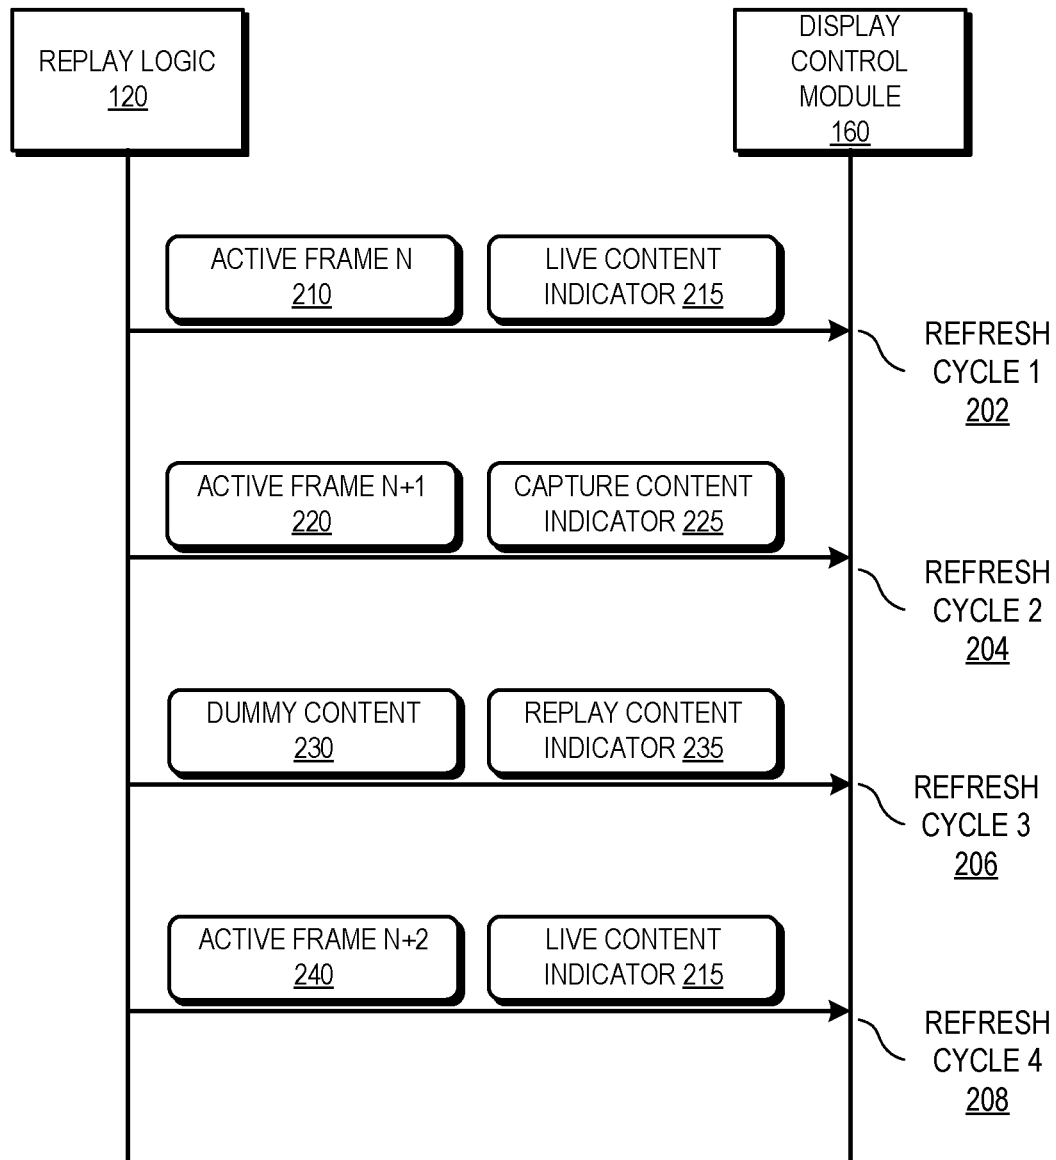 REPLAY LOGIC
120
DISPLAY
CONTROL
MODULE
160
ACTIVE FRAME N
210
LIVE CONTENT
INDICATOR 215
REFRESH
CYCLE 1
202
ACTIVE FRAME N+1
220
CAPTURE CONTENT
INDICATOR 225
REFRESH
CYCLE 2
204
DUMMY CONTENT
230
REPLAY CONTENT
INDICATOR 235
REFRESH
CYCLE 3
206
ACTIVE FRAME N+2
240
LIVE CONTENT
INDICATOR 215
REFRESH
CYCLE 4
208